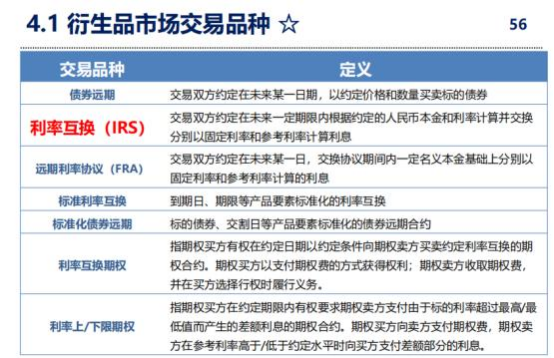 4.1 衍生品市场交易品种 ☆
56
交易品种 定义
债券远期 交易双方约定在未来某一日期，以约定价格和数量买卖标的债券
利率互换（IRS） 交易双方约定在未来一定期限内根据约定的人民币本金和利率计算并交换
分别以固定利率和参考利率计算利息
远期利率协议（FRA） 交易双方约定在未来某一日，交换协议期间内一定名义本金基础上分别以
固定利率和参考利率计算的利息
标准利率互换 到期日、期限等产品要素标准化的利率互换
标准化债券远期 标的债券、交割日等产品要素标准化的债券远期合约
利率互换期权 指期权买方有权在约定日期以约定条件向期权卖方买卖约定利率互换的期
权合约。期权买方以支付期权费的方式获得权利；期权卖方收取期权费，
并在买方选择行权时履行义务。
利率上/下限期权 指期权买方在约定期限内有权要求期权卖方支付由于标的利率超过最高/最
低值而产生的差额利息的期权合约。期权买方向卖方支付期权费，期权卖
方在参考利率高于/低于约定水平时向买方支付差额部分的利息。